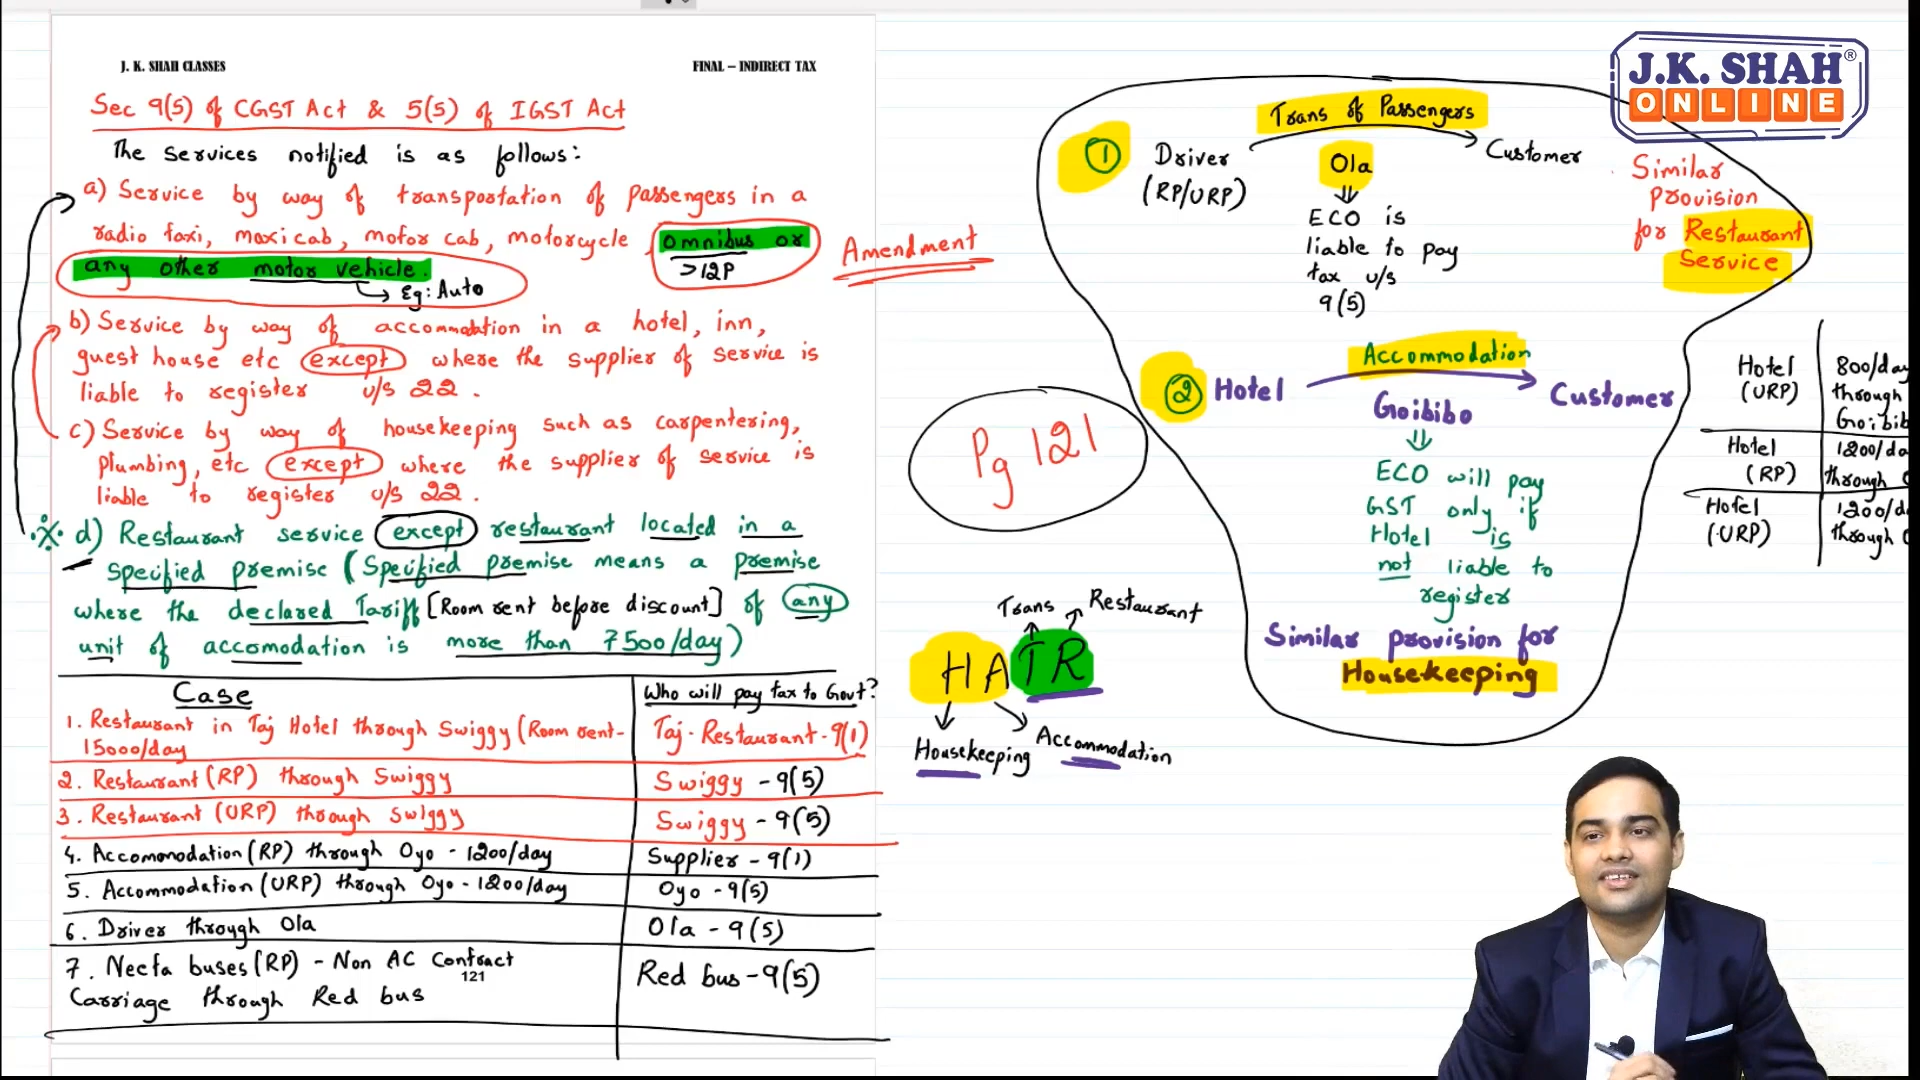 J. K. SHAH CLASSES
FINAL – INDIRECT TAX
Sec 9(5) of CGST Act & 5(5) of IGST Act
The services notified is as follows:
a) Service by way of transportation of passengers in a
radio taxi, maxicab, motor cab, motorcycle, omnibus or
>12P
any other motor vehicle.
Eg: Auto
Amendment
b) Service by way of accommodation in a hotel, inn,
guest house etc except where the supplier of service is
liable to register u/s 22.
c) Service by way of housekeeping such as carpentering,
plumbing, etc except where the supplier of service is
liable to register u/s 22.
d) Restaurant service except restaurant located in a
specified premise (Specified premise means a premise
where the declared Tariff [Room rent before discount] of any
unit of accomodation is more than 7500/day)
Case
Who will pay tax to Govt?
1. Restaurant in Taj Hotel through Swiggy (Room rent-
15000/day
Taj - Restaurant - 9(1)
2. Restaurant (RP) through Swiggy
Swiggy - 9(5)
3. Restaurant (URP) through Swiggy
Swiggy - 9(5)
4. Accomonodation (RP) through Oyo - 1200/day
Supplier - 9(1)
5. Accommodation (URP) through Oyo - 1200/day
Oyo - 9(5)
6. Driver through Ola
Ola - 9(5)
7. Neeta buses (RP) - Non AC Contract
121
Carriage through Red bus
Red bus - 9(5)
Trans of Passengers
1
Driver
(RP/URP)
Ola
Customer
ECO is
liable to pay
tax u/s
9(5)
Similar
provision
for Restaurant
Service
Accommodation
2 Hotel
Goibibo
Customer
ECO will pay
GST only if
Hotel is
not liable to
register
Similar provision for
Housekeeping
Pg 121
Trans
Restaurant
HATR
Housekeeping
Accommodation
Hotel
(URP)
800/day
through
Hotel
(RP)
through
Hotel
(URP)
through
J.K. SHAH®
ONLINE